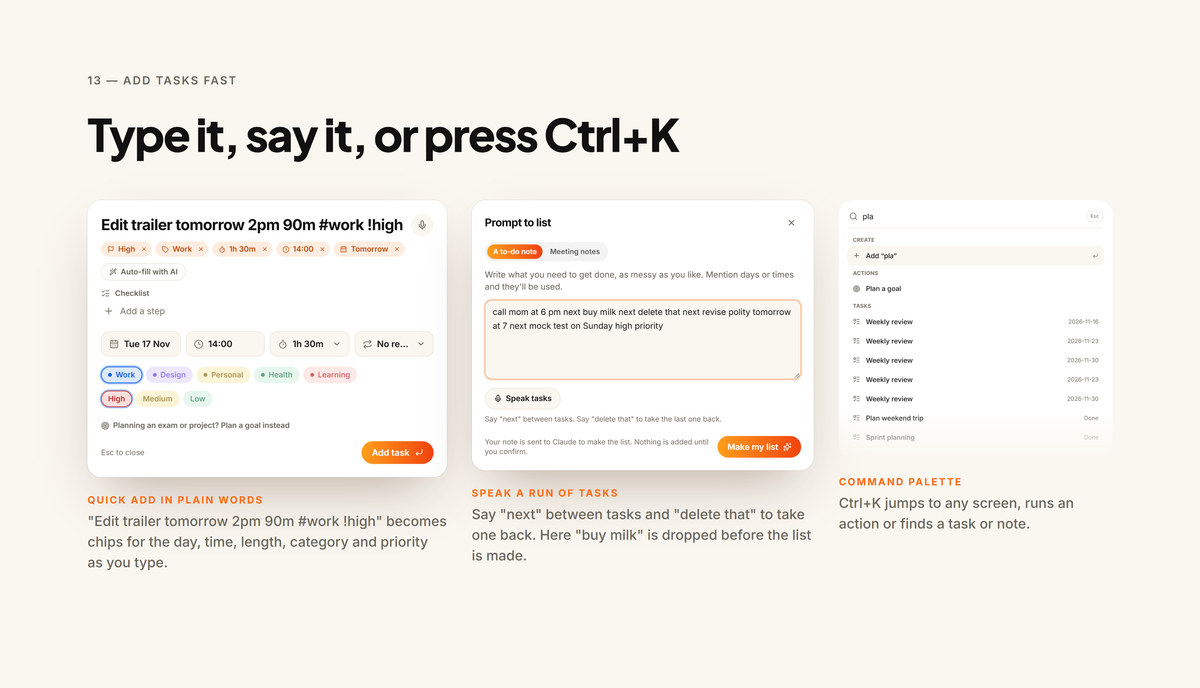 13 — ADD TASKS FAST
Type it, say it, or press Ctrl+K
Edit trailer tomorrow 2pm 90m #work !high
High ×
Work ×
1h 30m ×
14:00 ×
Tomorrow ×
Auto-fill with AI
Checklist
+ Add a step
Tue 17 Nov
14:00
1h 30m
No re...
Work
Design
Personal
Health
Learning
High
Medium
Low
Planning an exam or project? Plan a goal instead
Esc to close
Add task
QUICK ADD IN PLAIN WORDS
"Edit trailer tomorrow 2pm 90m #work !high" becomes
chips for the day, time, length, category and priority
as you type.
Prompt to list
A to-do note
Meeting notes
Write what you need to get done, as messy as you like. Mention days or times
and they'll be used.
call mom at 6 pm next buy milk next delete that next revise polity tomorrow
at 7 next mock test on Sunday high priority
Speak tasks
Say "next" between tasks. Say "delete that" to take the last one back.
Your note is sent to Claude to make the list. Nothing is added until
you confirm.
Make my list
SPEAK A RUN OF TASKS
Say "next" between tasks and "delete that" to take
one back. Here "buy milk" is dropped before the list
is made.
pla
Esc
CREATE
+ Add "pla"
ACTIONS
Plan a goal
TASKS
Weekly review 2026-11-16
Weekly review 2026-11-23
Weekly review 2026-11-30
Weekly review 2026-11-23
Weekly review 2026-11-30
Plan weekend trip Done
Sprint planning Done
COMMAND PALETTE
Ctrl+K jumps to any screen, runs an
action or finds a task or note.